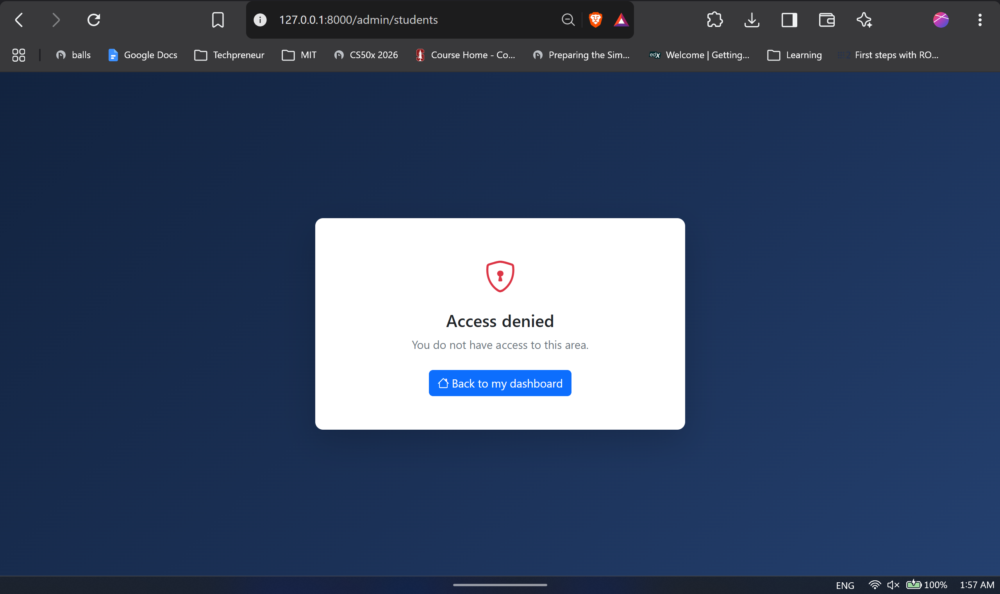 127.0.0.1:8000/admin/students
balls
Google Docs
Techpreneur
MIT
CS50x 2026
Course Home - Co...
Preparing the Sim...
edX
Welcome | Getting...
Learning
First steps with RO...
Access denied
You do not have access to this area.
Back to my dashboard
ENG
100%
1:57 AM